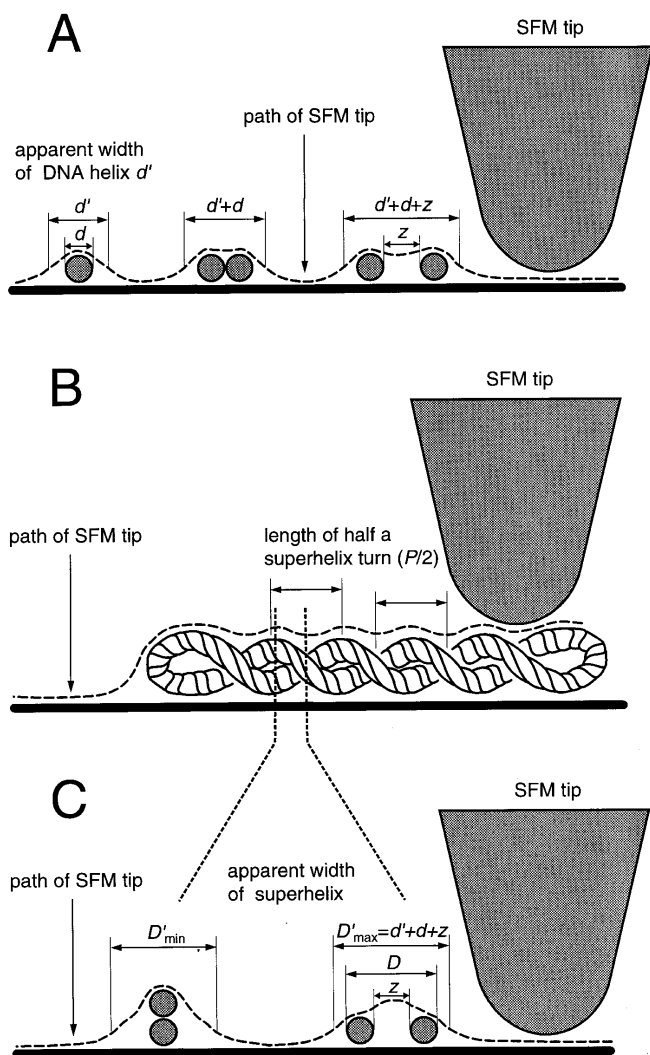 A
SFM tip
path of SFM tip
apparent width
of DNA helix d'
d'
d'+d
d'+d+z
d
z
B
SFM tip
path of SFM tip
length of half a
superhelix turn (P/2)
C
SFM tip
path of SFM tip
apparent width
of superhelix
D'min
D'max=d'+d+z
D
z